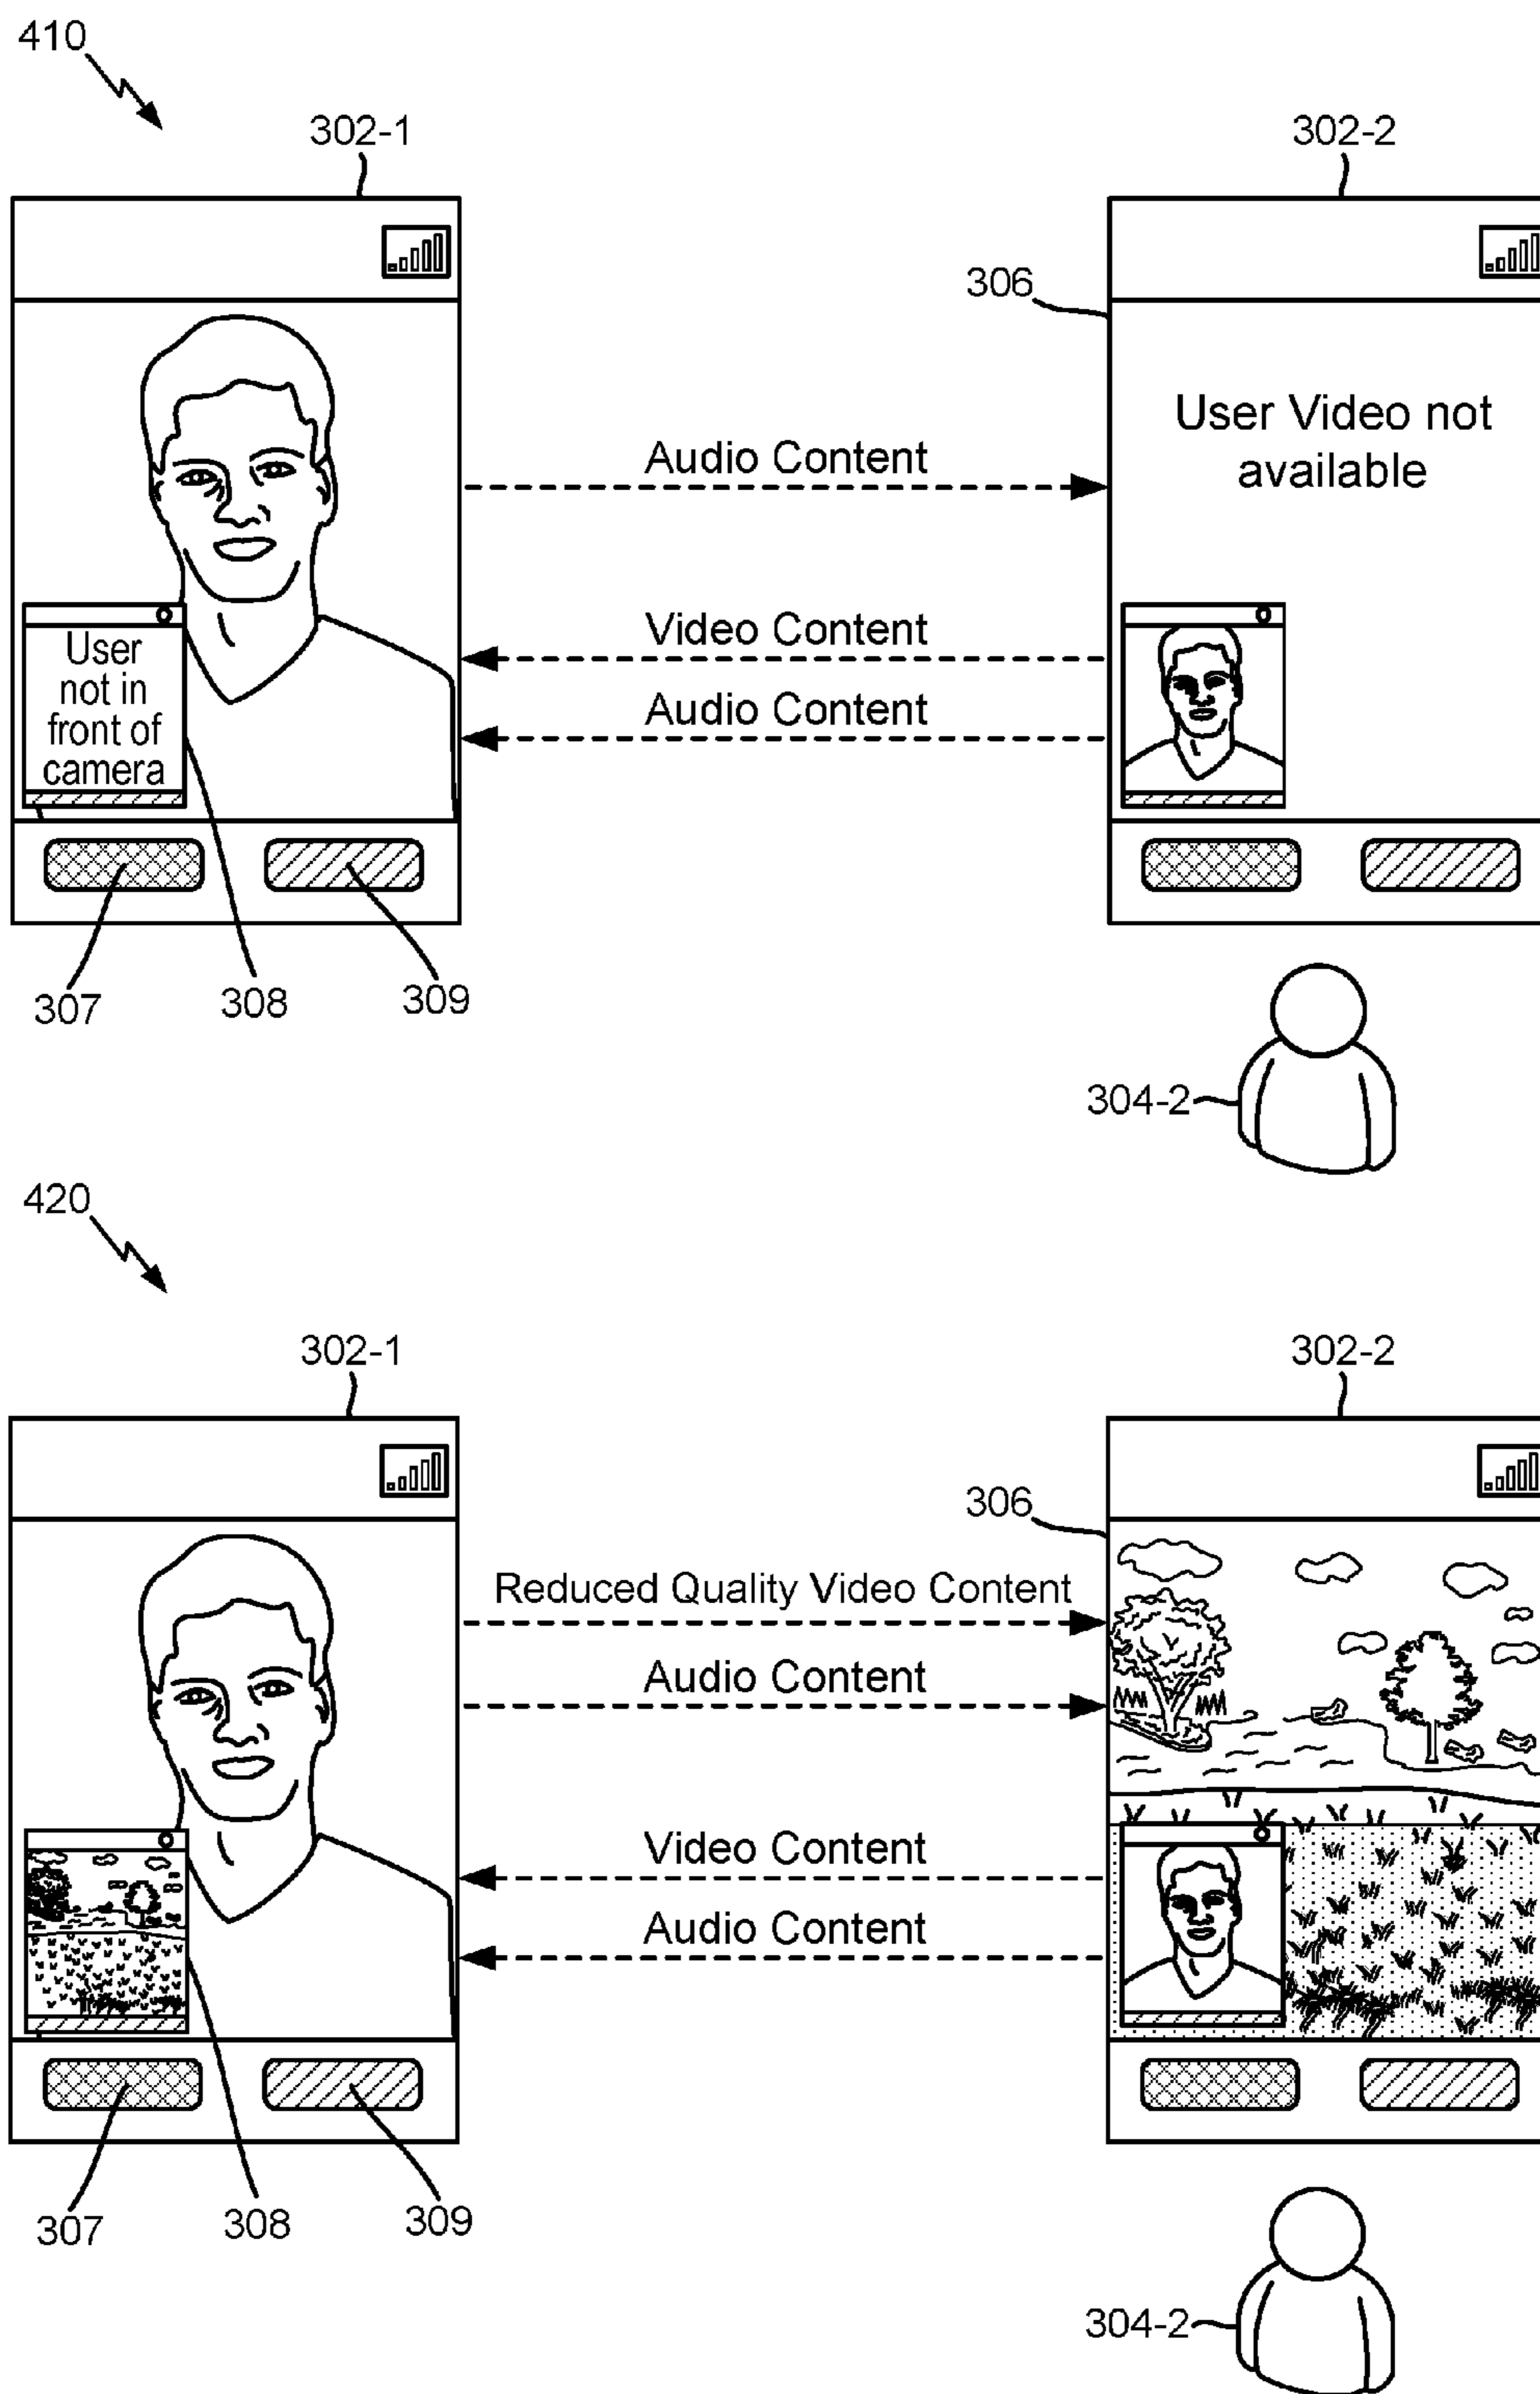 410
302-1
302-2
306
User Video not
available
Audio Content
Video Content
Audio Content
User
not in
front of
camera
307
308
309
304-2
420
302-1
302-2
306
Reduced Quality Video Content
Audio Content
Video Content
Audio Content
307
308
309
304-2